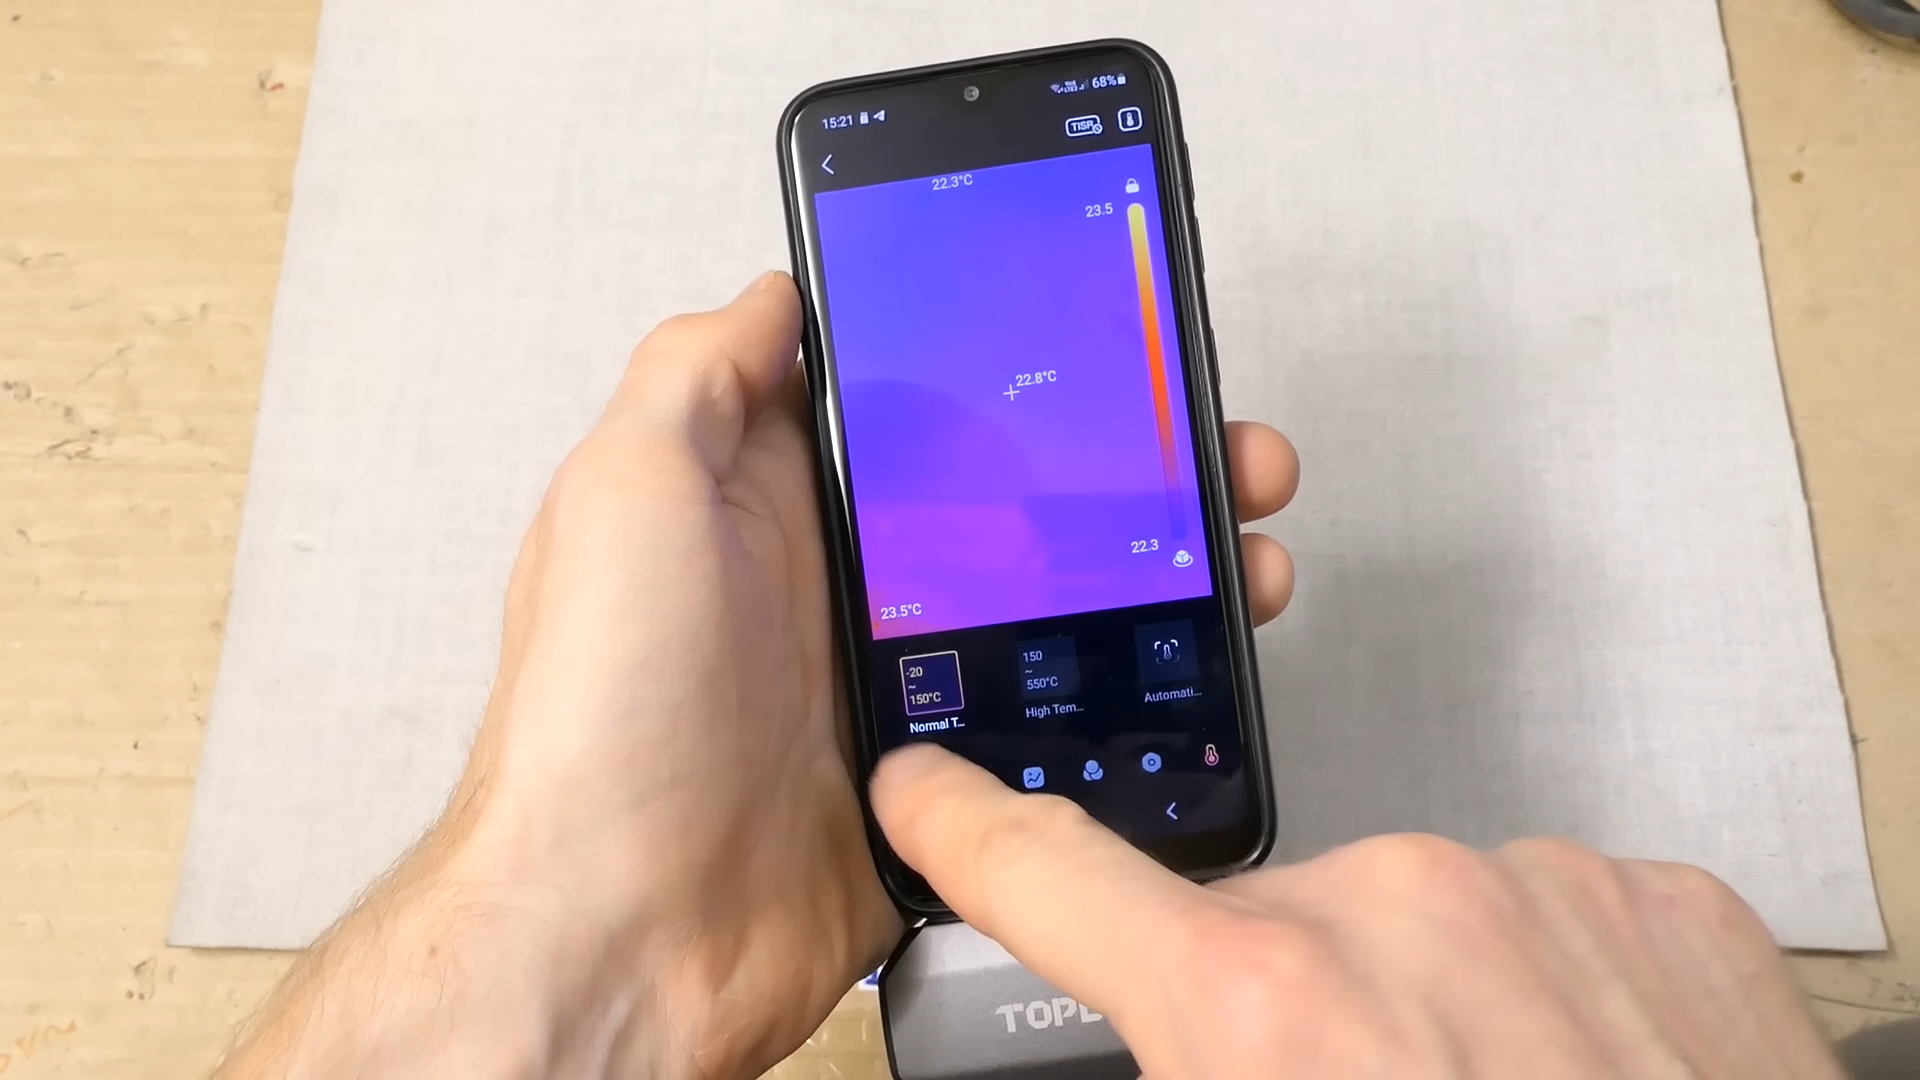 15:21
68%
TISR
22.3°C
23.5
22.8°C
22.3
23.5°C
-20
~
150°C
Normal T...
150
~
550°C
High Tem...
Automati...